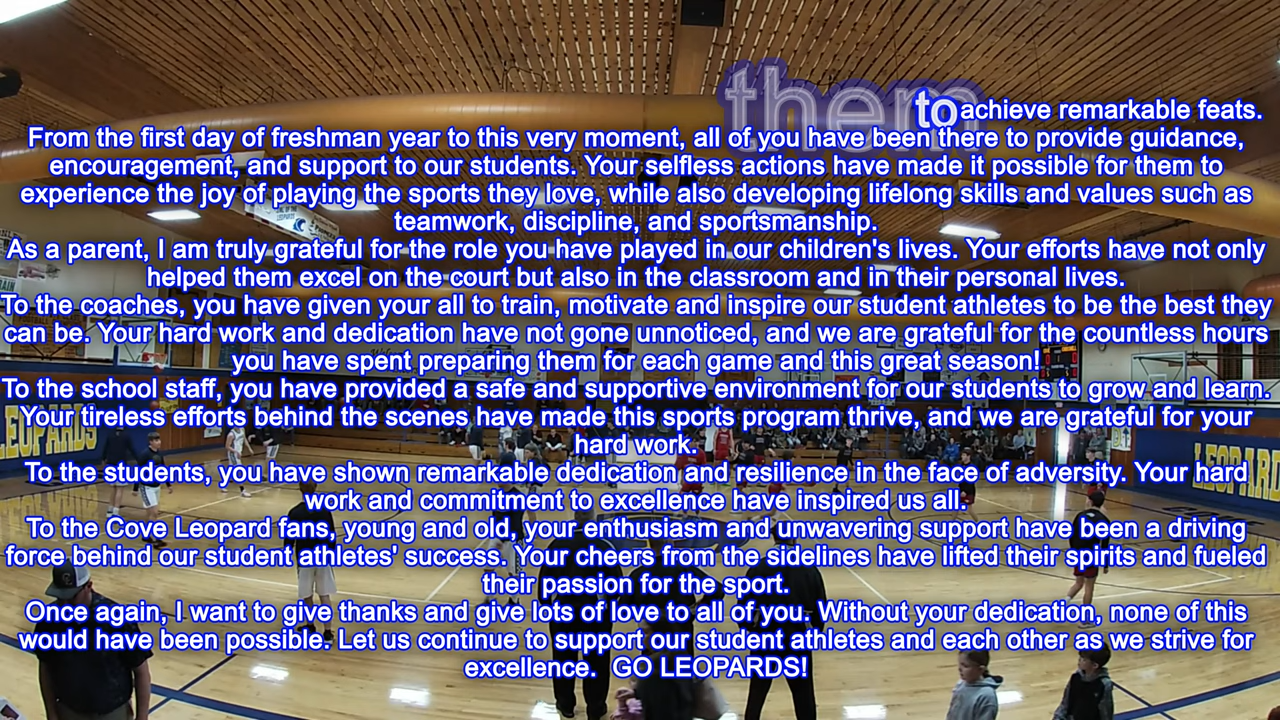 them
to achieve remarkable feats.
From the first day of freshman year to this very moment, all of you have been there to provide guidance,
encouragement, and support to our students. Your selfless actions have made it possible for them to
experience the joy of playing the sports they love, while also developing lifelong skills and values such as
teamwork, discipline, and sportsmanship.
As a parent, I am truly grateful for the role you have played in our children's lives. Your efforts have not only
helped them excel on the court but also in the classroom and in their personal lives.
To the coaches, you have given your all to train, motivate and inspire our student athletes to be the best they
can be. Your hard work and dedication have not gone unnoticed, and we are grateful for the countless hours
you have spent preparing them for each game and this great season!
To the school staff, you have provided a safe and supportive environment for our students to grow and learn.
Your tireless efforts behind the scenes have made this sports program thrive, and we are grateful for your
hard work.
To the students, you have shown remarkable dedication and resilience in the face of adversity. Your hard
work and commitment to excellence have inspired us all.
To the Cove Leopard fans, young and old, your enthusiasm and unwavering support have been a driving
force behind our student athletes' success. Your cheers from the sidelines have lifted their spirits and fueled
their passion for the sport.
Once again, I want to give thanks and give lots of love to all of you. Without your dedication, none of this
would have been possible. Let us continue to support our student athletes and each other as we strive for
excellence.  GO LEOPARDS!
LEOPARDS
LEOPARDS